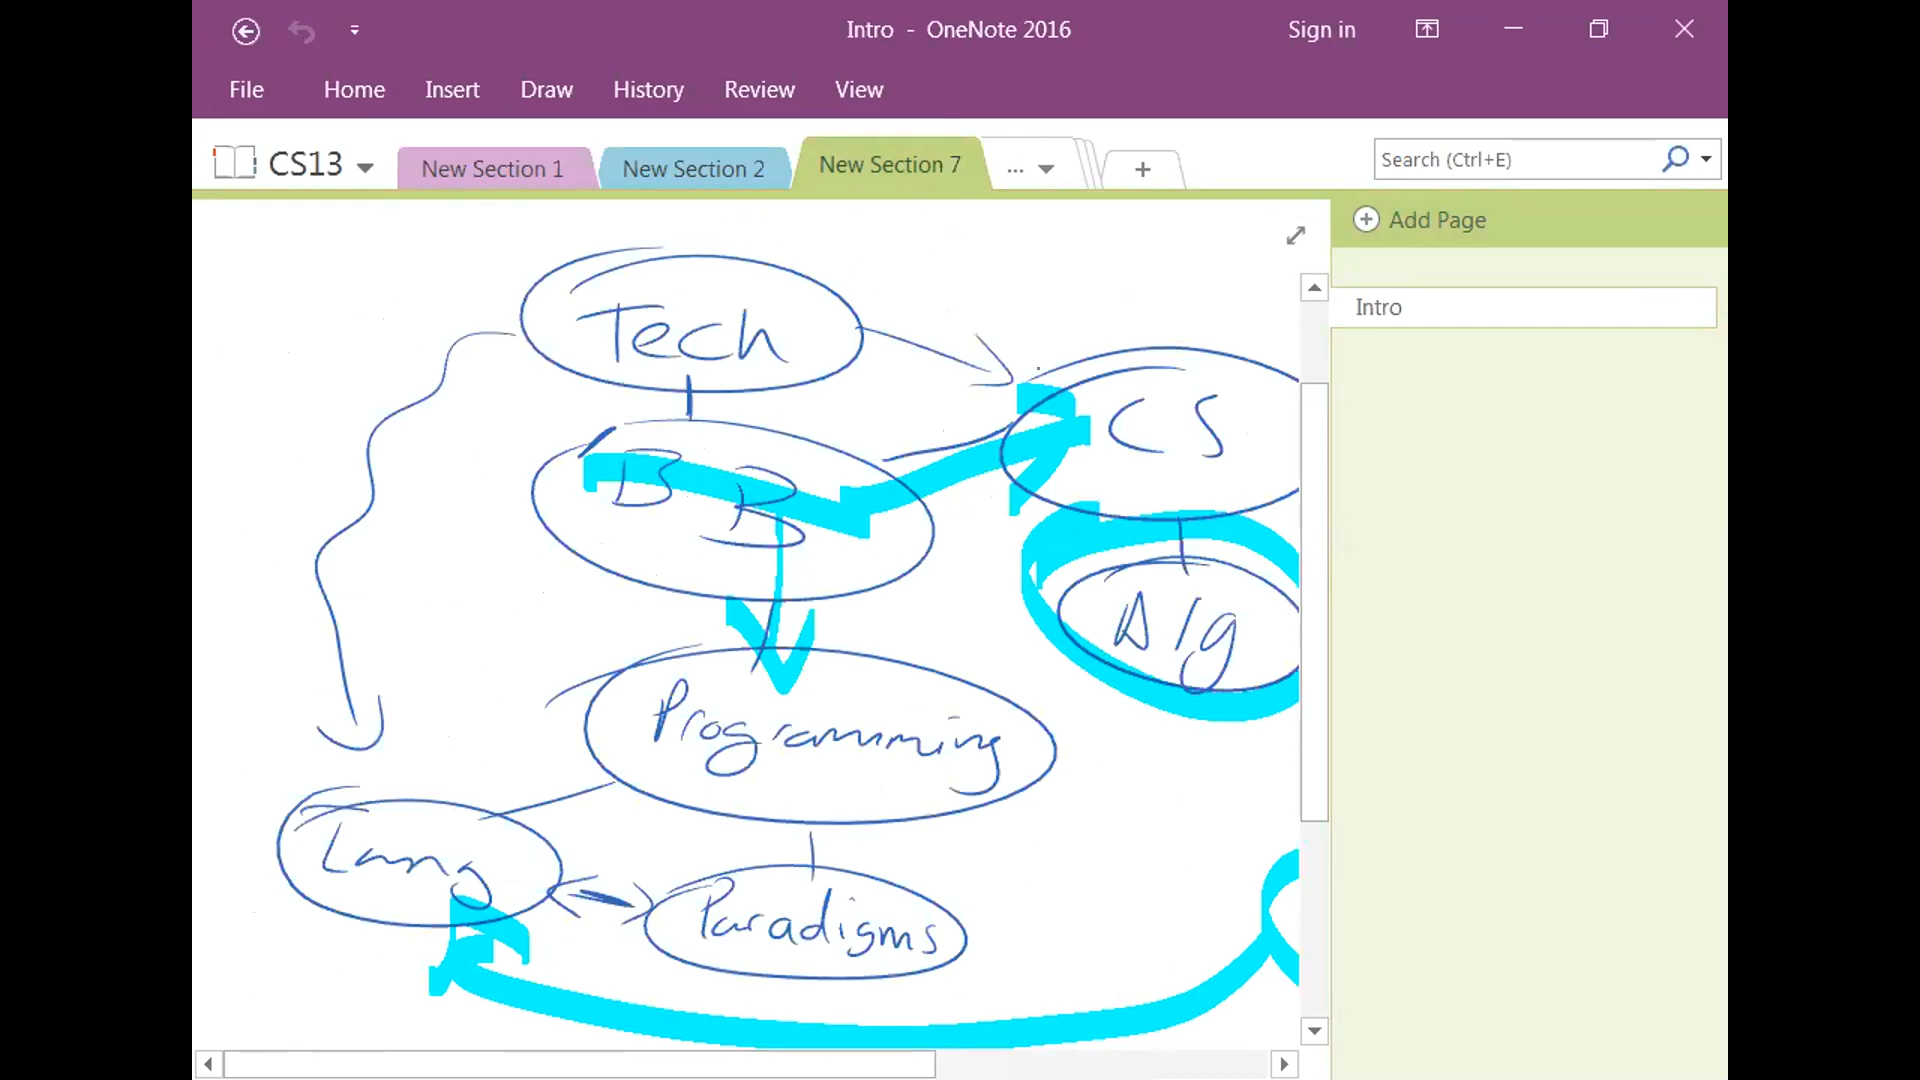 Intro - OneNote 2016
Sign in
File Home Insert Draw History Review View
CS13
New Section 1
New Section 2
New Section 7
...
Search (Ctrl+E)
Add Page
Intro
Tech
CS
BB
Alg
Programming
Lang
Paradigms